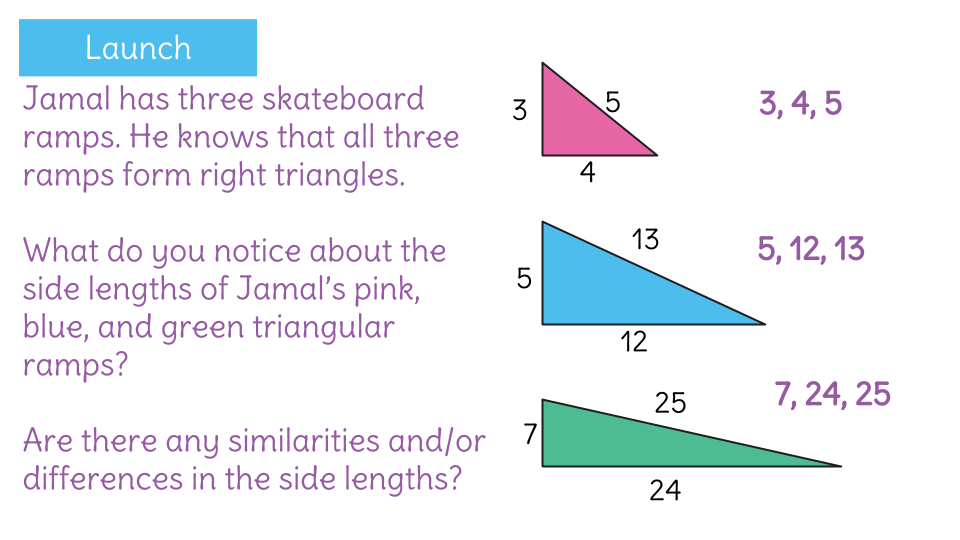 Launch
Jamal has three skateboard
ramps. He knows that all three
ramps form right triangles.
What do you notice about the
side lengths of Jamal's pink,
blue, and green triangular
ramps?
Are there any similarities and/or
differences in the side lengths?
3
5
4
3, 4, 5
5
13
12
5, 12, 13
7
25
24
7, 24, 25